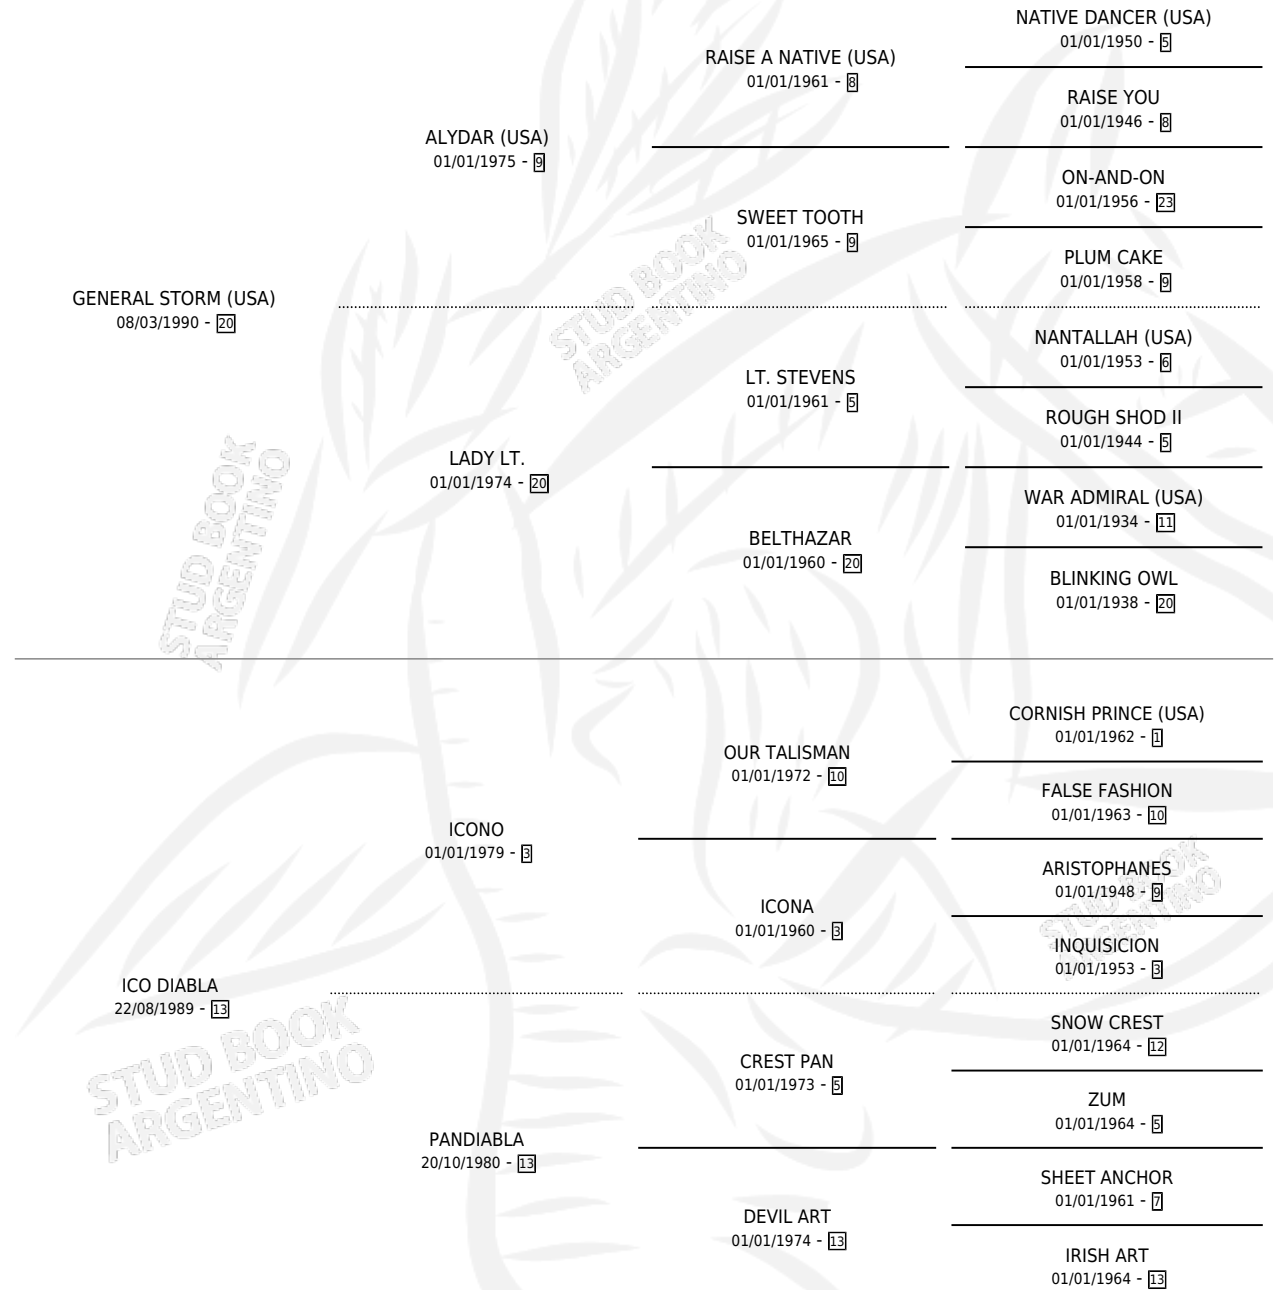 NATIVE DANCER (USA)
01/01/1950 - 5
RAISE A NATIVE (USA)
01/01/1961 - 8
RAISE YOU
01/01/1946 - 8
ALYDAR (USA)
01/01/1975 - 9
ON-AND-ON
01/01/1956 - 23
SWEET TOOTH
01/01/1965 - 9
PLUM CAKE
01/01/1958 - 9
GENERAL STORM (USA)
08/03/1990 - 20
NANTALLAH (USA)
01/01/1953 - 6
LT. STEVENS
01/01/1961 - 5
ROUGH SHOD II
01/01/1944 - 5
LADY LT.
01/01/1974 - 20
WAR ADMIRAL (USA)
01/01/1934 - 11
BELTHAZAR
01/01/1960 - 20
BLINKING OWL
01/01/1938 - 20
CORNISH PRINCE (USA)
01/01/1962 - 1
OUR TALISMAN
01/01/1972 - 10
FALSE FASHION
01/01/1963 - 10
ICONO
01/01/1979 - 3
ARISTOPHANES
01/01/1948 - 9
ICONA
01/01/1960 - 3
INQUISICION
01/01/1953 - 3
ICO DIABLA
22/08/1989 - 13
SNOW CREST
01/01/1964 - 12
CREST PAN
01/01/1973 - 5
ZUM
01/01/1964 - 5
PANDIABLA
20/10/1980 - 13
SHEET ANCHOR
01/01/1961 - 7
DEVIL ART
01/01/1974 - 13
IRISH ART
01/01/1964 - 13
STUD BOOK
ARGENTINO
STUD BOOK
ARGENTINO
STUD BOOK
ARGENTINO
STUD BOOK
ARGENTINO